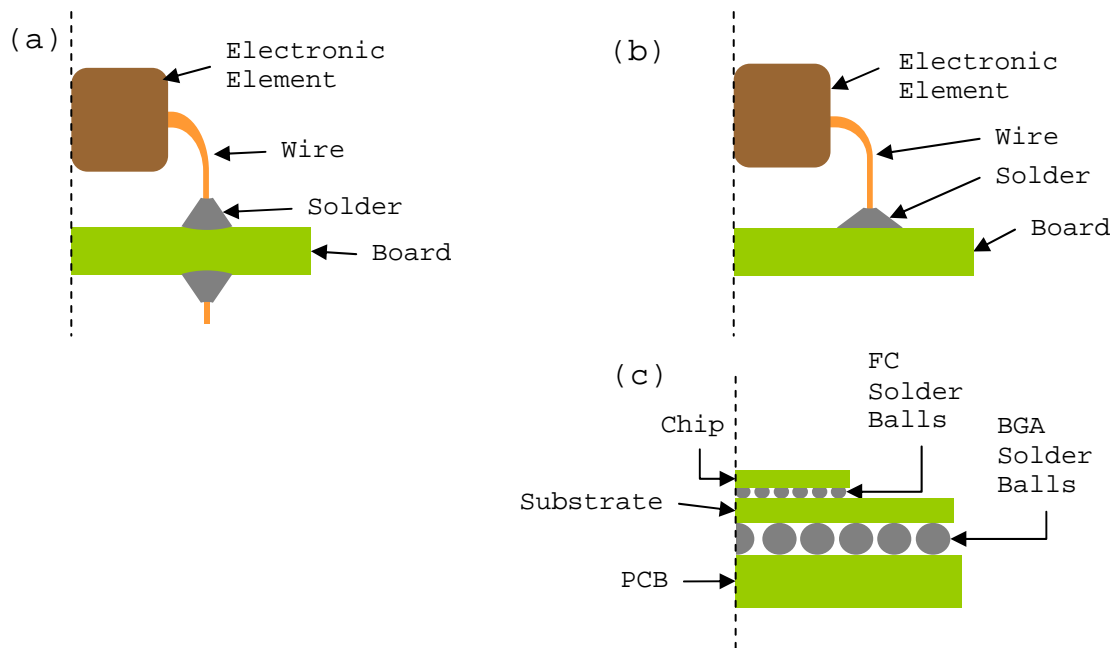 (a)
Electronic
Element
Wire
Solder
Board
(b)
Electronic
Element
Wire
Solder
Board
(c)
FC
Solder
Balls
Chip
BGA
Solder
Balls
Substrate
PCB